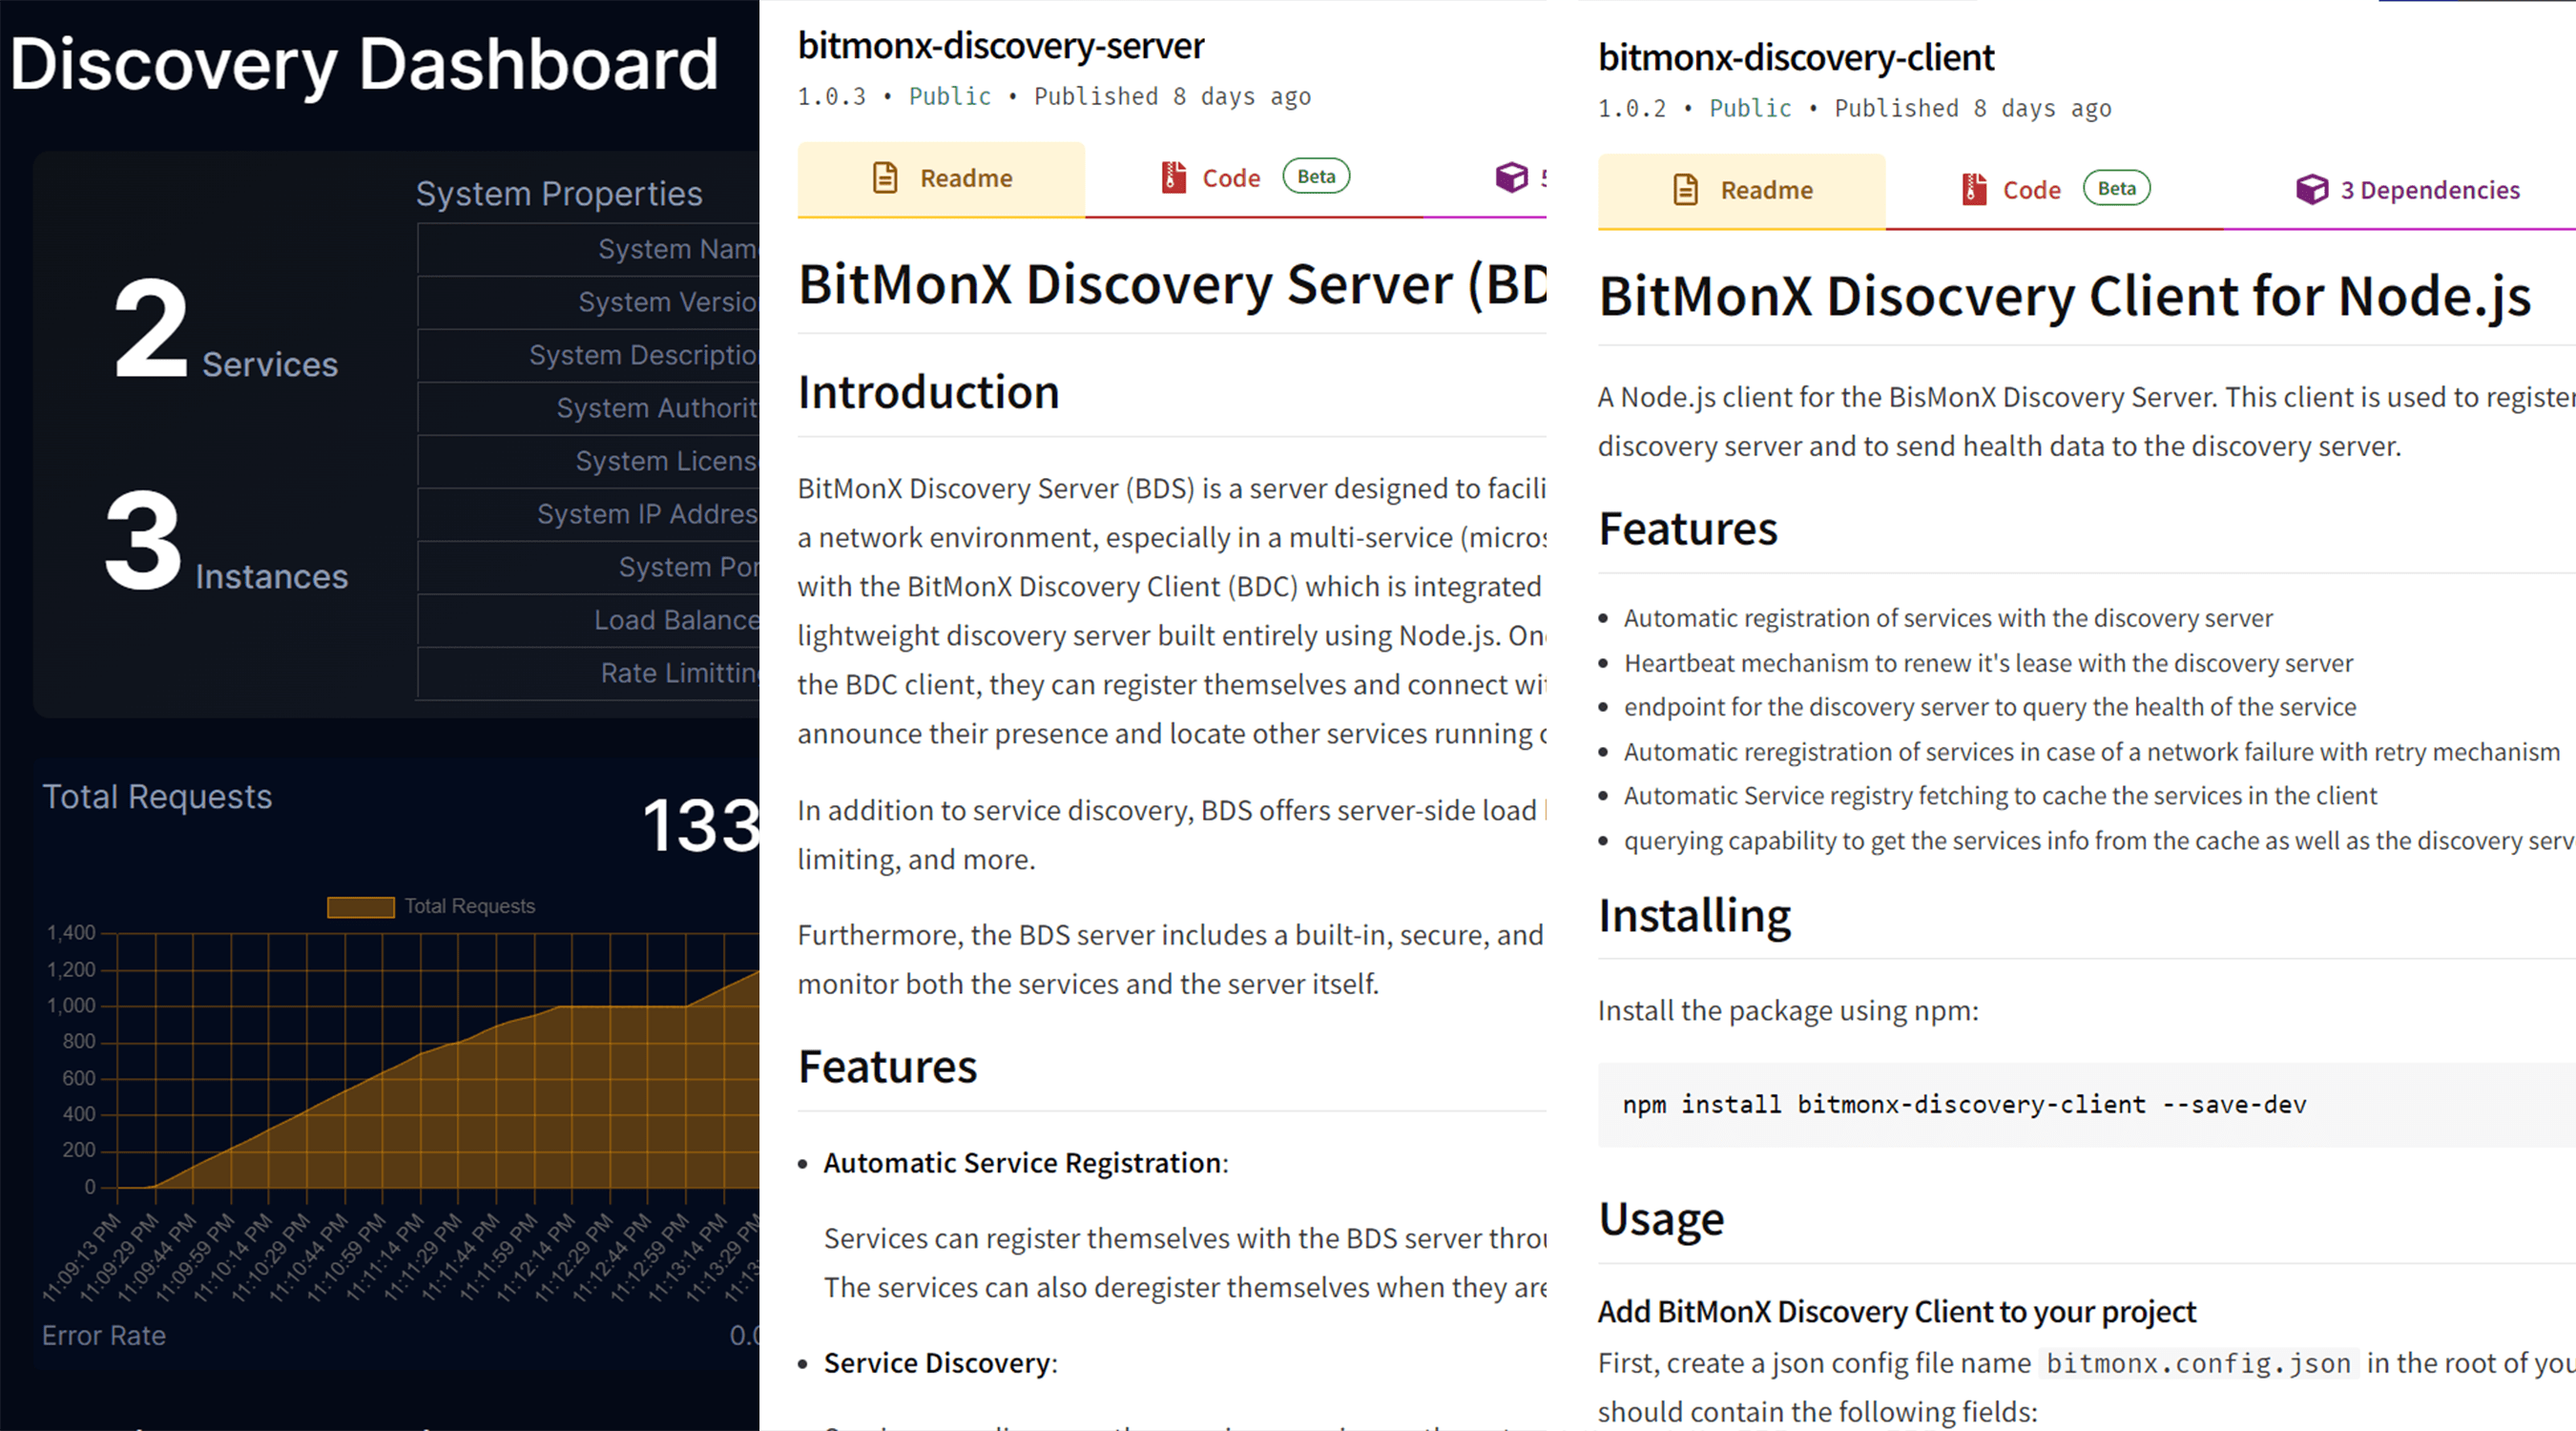 Discovery Dashboard
2 Services
3 Instances
System Properties
System Nam
System Versio
System Descriptio
System Authorit
System Licens
System IP Addres
System Por
Load Balance
Rate Limittin
Total Requests
133
Total Requests
1,400
1,200
1,000
800
600
400
200
0
11:09:13 PM
11:09:29 PM
11:09:44 PM
11:09:59 PM
11:10:14 PM
11:10:29 PM
11:10:44 PM
11:10:59 PM
11:11:14 PM
11:11:29 PM
11:11:44 PM
11:11:59 PM
11:12:14 PM
11:12:29 PM
11:12:44 PM
11:12:59 PM
11:13:14 PM
11:13:29 PM
Error Rate
0.0
bitmonx-discovery-server
1.0.3 • Public • Published 8 days ago
Readme
Code Beta
BitMonX Discovery Server (BD
Introduction
BitMonX Discovery Server (BDS) is a server designed to facili
a network environment, especially in a multi-service (micros
with the BitMonX Discovery Client (BDC) which is integrated
lightweight discovery server built entirely using Node.js. On
the BDC client, they can register themselves and connect wi
announce their presence and locate other services running
In addition to service discovery, BDS offers server-side load
limiting, and more.
Furthermore, the BDS server includes a built-in, secure, and
monitor both the services and the server itself.
Features
• Automatic Service Registration:
Services can register themselves with the BDS server throu
The services can also deregister themselves when they are
• Service Discovery:
bitmonx-discovery-client
1.0.2 • Public • Published 8 days ago
Readme
Code Beta
3 Dependencies
BitMonX Disocvery Client for Node.js
A Node.js client for the BisMonX Discovery Server. This client is used to register
discovery server and to send health data to the discovery server.
Features
• Automatic registration of services with the discovery server
• Heartbeat mechanism to renew it's lease with the discovery server
• endpoint for the discovery server to query the health of the service
• Automatic reregistration of services in case of a network failure with retry mechanism
• Automatic Service registry fetching to cache the services in the client
• querying capability to get the services info from the cache as well as the discovery serv
Installing
Install the package using npm:
npm install bitmonx-discovery-client --save-dev
Usage
Add BitMonX Discovery Client to your project
First, create a json config file name bitmonx.config.json in the root of you
should contain the following fields: